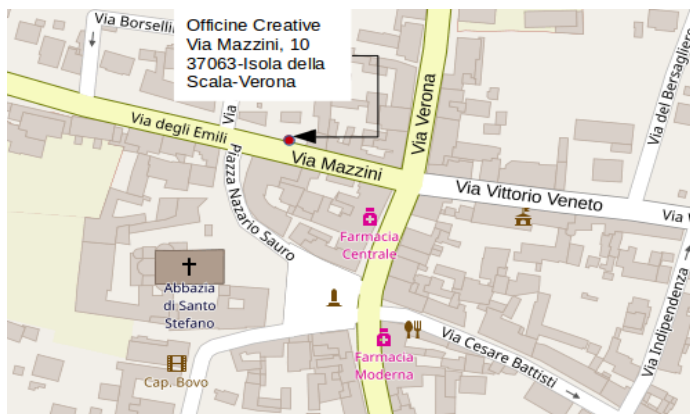 Via Borselli
Officine Creative
Via Mazzini, 10
37063-Isola della
Scala-Verona
Via
Via degli Emili
Via Mazzini
Via Verona
Via del Bersagliere
Via Vittorio Veneto
Piazza Nazario Sauro
Farmacia
Centrale
Abbazia
di Santo
Stefano
Via Indipendenza
Via Cesare Battisti
Farmacia
Moderna
Cap. Bovo